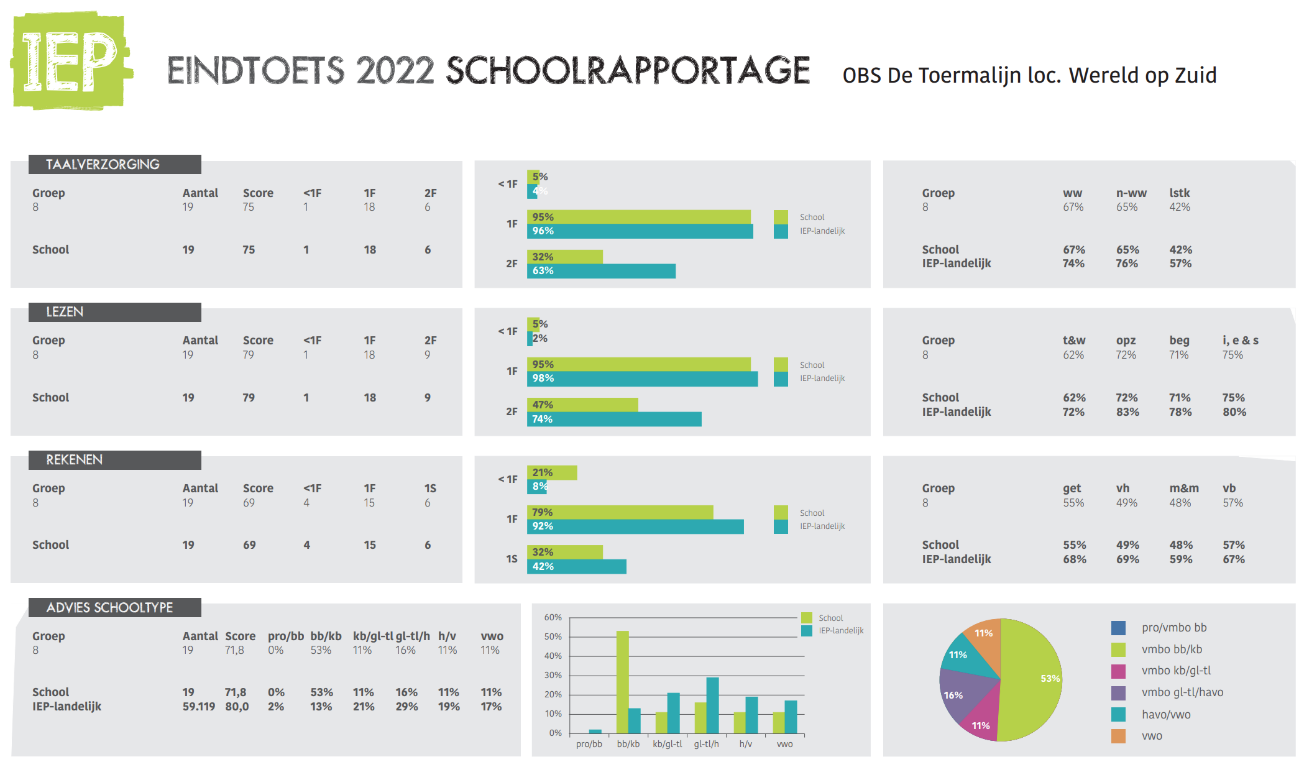 IEP
EINDTOETS 2022 SCHOOLRAPPORTAGE OBS De Toermalijn loc. Wereld op Zuid
TAALVERZORGING
Groep Aantal Score <1F 1F 2F
8 19 75 1 18 6
School 19 75 1 18 6
< 1F 5%
4%
1F 95%
96%
2F 32%
63%
School
IEP-landelijk
Groep ww n-ww lstk
8 67% 65% 42%
School 67% 65% 42%
IEP-landelijk 74% 76% 57%
LEZEN
Groep Aantal Score <1F 1F 2F
8 19 79 1 18 9
School 19 79 1 18 9
< 1F 5%
2%
1F 95%
98%
2F 47%
74%
School
IEP-landelijk
Groep t&w opz beg i, e & s
8 62% 72% 71% 75%
School 62% 72% 71% 75%
IEP-landelijk 72% 83% 78% 80%
REKENEN
Groep Aantal Score <1F 1F 1S
8 19 69 4 15 6
School 19 69 4 15 6
< 1F 21%
8%
1F 79%
92%
1S 32%
42%
School
IEP-landelijk
Groep get vh m&m vb
8 55% 49% 48% 57%
School 55% 49% 48% 57%
IEP-landelijk 68% 69% 59% 67%
ADVIES SCHOOLTYPE
Groep Aantal Score pro/bb bb/kb kb/gl-tl gl-tl/h h/v vwo
8 19 71,8 0% 53% 11% 16% 11% 11%
School 19 71,8 0% 53% 11% 16% 11% 11%
IEP-landelijk 59.119 80,0 2% 13% 21% 29% 19% 17%
60%
50%
40%
30%
20%
10%
0%
pro/bb bb/kb kb/gl-tl gl-tl/h h/v vwo
School
IEP-landelijk
11%
11%
16%
11%
53%
pro/vmbo bb
vmbo bb/kb
vmbo kb/gl-tl
vmbo gl-tl/havo
havo/vwo
vwo